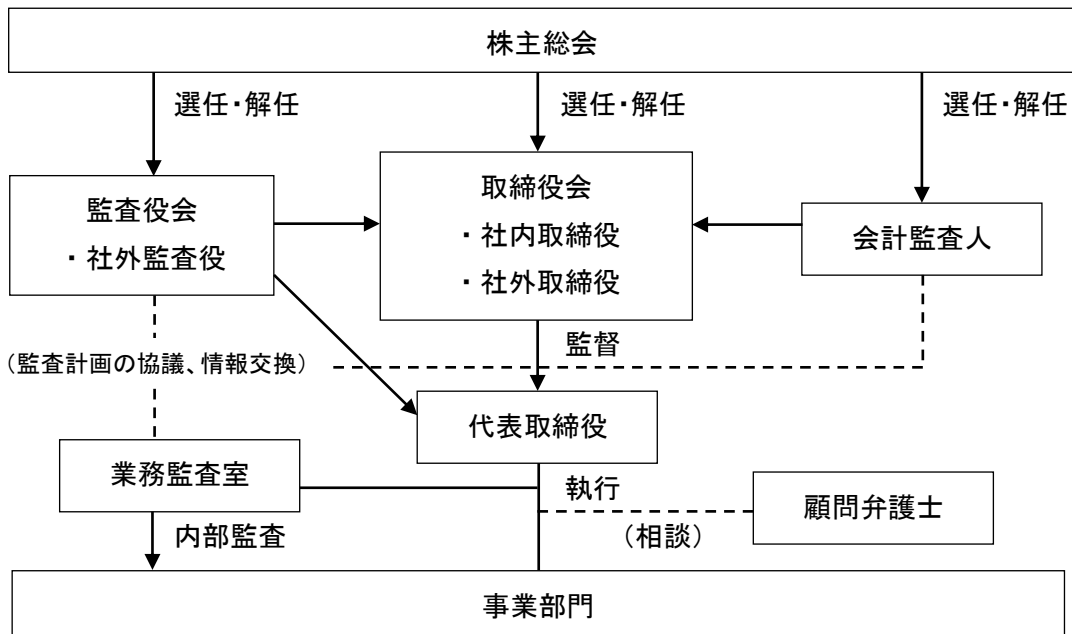 株主総会
選任・解任
選任・解任
選任・解任
監査役会
・社外監査役
取締役会
・社内取締役
・社外取締役
会計監査人
監督
（監査計画の協議、情報交換）
代表取締役
業務監査室
執行
顧問弁護士
（相談）
内部監査
事業部門